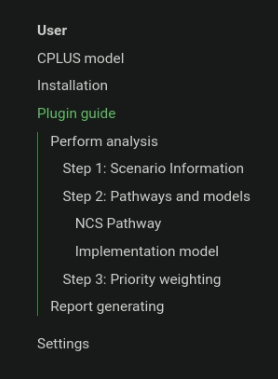 User
CPLUS model
Installation
Plugin guide
Perform analysis
Step 1: Scenario Information
Step 2: Pathways and models
NCS Pathway
Implementation model
Step 3: Priority weighting
Report generating
Settings